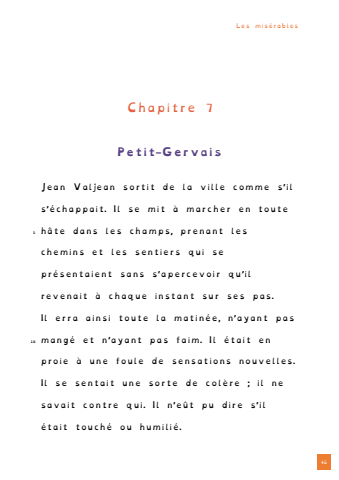 Les misérables
Chapitre 7
Petit-Gervais
Jean Valjean sortit de la ville comme s'il
s'échappait. Il se mit à marcher en toute
5 hâte dans les champs, prenant les
chemins et les sentiers qui se
présentaient sans s'apercevoir qu'il
revenait à chaque instant sur ses pas.
Il erra ainsi toute la matinée, n'ayant pas
10 mangé et n'ayant pas faim. Il était en
proie à une foule de sensations nouvelles.
Il se sentait une sorte de colère ; il ne
savait contre qui. Il n'eût pu dire s'il
était touché ou humilié.